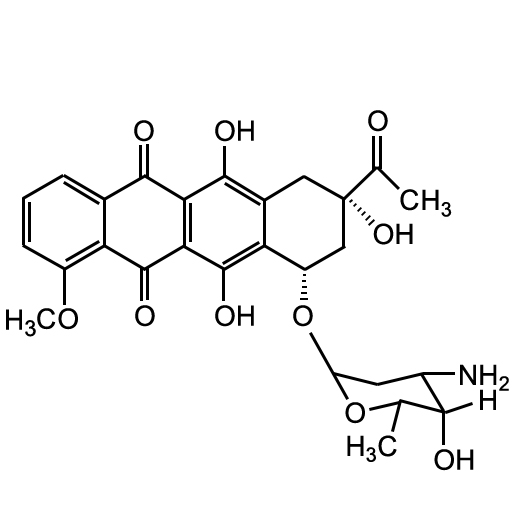 O OH O
CH₃
OH
H₃CO O OH O
NH₂
H
O
H₃C
OH